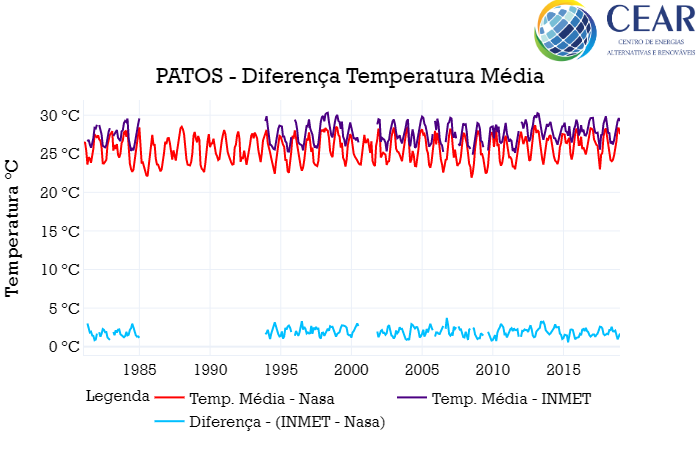 CEAR
CENTRO DE ENERGIAS
ALTERNATIVAS E RENOVÁVEIS
PATOS - Diferença Temperatura Média
Temperatura °C
30 °C
25 °C
20 °C
15 °C
10 °C
5 °C
0 °C
1985 1990 1995 2000 2005 2010 2015
Legenda
Temp. Média - Nasa
Temp. Média - INMET
Diferença - (INMET - Nasa)